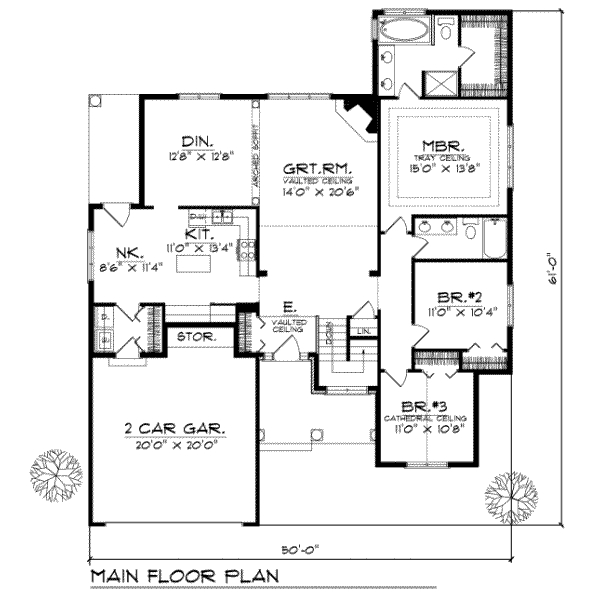 DIN.
12'8" X 12'8"
ARCHED SOFFIT
GRT.RM.
VAULTED CEILING
14'0" X 20'6"
MBR.
TRAY CEILING
15'0" X 13'8"
D.W.
KIT.
11'0" X 13'4"
NK.
8'6" X 11'4"
BR.#2
11'0" X 10'4"
61'-0"
E.
VAULTED
CEILING
DOWN
LIN.
D.
STOR.
BR.#3
CATHEDRAL CEILING
11'0" X 10'8"
2 CAR GAR.
20'0" X 20'0"
50'-0"
MAIN FLOOR PLAN